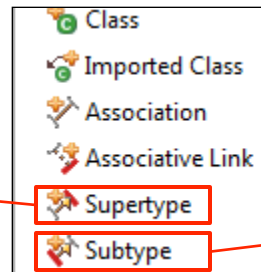 Class
Imported Class
Association
Associative Link
Supertype
Subtype